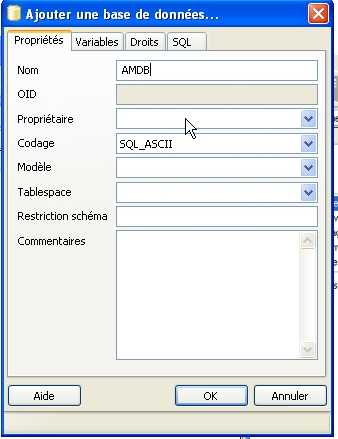 Ajouter une base de données...
Propriétés Variables Droits SQL
Nom AMDB
OID
Propriétaire
Codage SQL_ASCII
Modèle
Tablespace
Restriction schéma
Commentaires
Aide OK Annuler